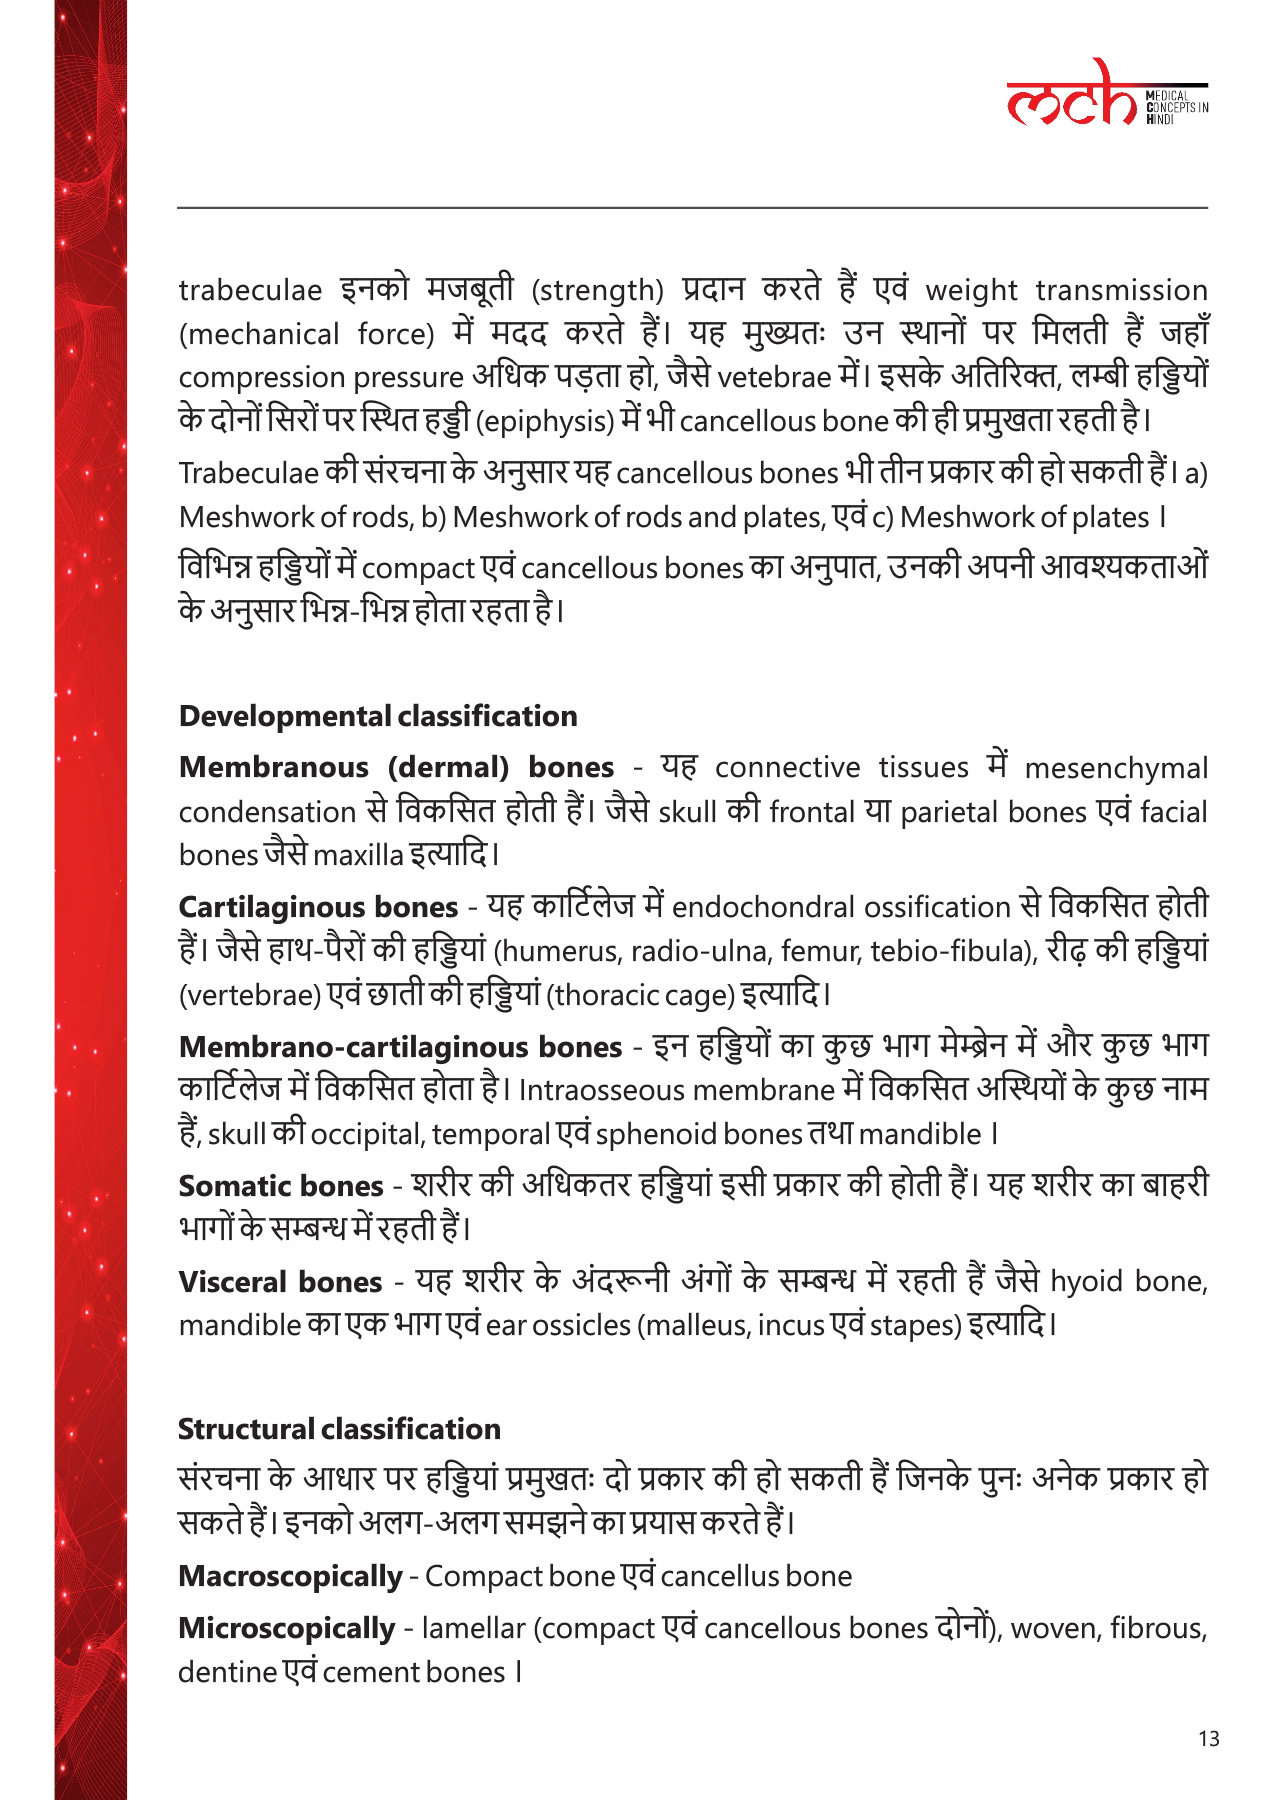 mch MEDICAL
CONCEPTS IN
HINDI
trabeculae इनको मजबूती (strength) प्रदान करते हैं एवं weight transmission
(mechanical force) में मदद करते हैं। यह मुख्यतः उन स्थानों पर मिलती हैं जहाँ
compression pressure अधिक पड़ता हो, जैसे vetebrae में। इसके अतिरिक्त, लम्बी हड्डियों
के दोनों सिरों पर स्थित हड्डी (epiphysis) में भी cancellous bone की ही प्रमुखता रहती है।
Trabeculae की संरचना के अनुसार यह cancellous bones भी तीन प्रकार की हो सकती हैं। a)
Meshwork of rods, b) Meshwork of rods and plates, एवं c) Meshwork of plates ।
विभिन्न हड्डियों में compact एवं cancellous bones का अनुपात, उनकी अपनी आवश्यकताओं
के अनुसार भिन्न-भिन्न होता रहता है।
Developmental classification
Membranous (dermal) bones - यह connective tissues में mesenchymal
condensation से विकसित होती हैं। जैसे skull की frontal या parietal bones एवं facial
bones जैसे maxilla इत्यादि।
Cartilaginous bones - यह कार्टिलेज में endochondral ossification से विकसित होती
हैं। जैसे हाथ-पैरों की हड्डियां (humerus, radio-ulna, femur, tebio-fibula), रीढ़ की हड्डियां
(vertebrae) एवं छाती की हड्डियां (thoracic cage) इत्यादि।
Membrano-cartilaginous bones - इन हड्डियों का कुछ भाग मेम्ब्रेन में और कुछ भाग
कार्टिलेज में विकसित होता है। Intraosseous membrane में विकसित अस्थियों के कुछ नाम
हैं, skull की occipital, temporal एवं sphenoid bones तथा mandible ।
Somatic bones - शरीर की अधिकतर हड्डियां इसी प्रकार की होती हैं। यह शरीर का बाहरी
भागों के सम्बन्ध में रहती हैं।
Visceral bones - यह शरीर के अंदरूनी अंगों के सम्बन्ध में रहती हैं जैसे hyoid bone,
mandible का एक भाग एवं ear ossicles (malleus, incus एवं stapes) इत्यादि।
Structural classification
संरचना के आधार पर हड्डियां प्रमुखतः दो प्रकार की हो सकती हैं जिनके पुनः अनेक प्रकार हो
सकते हैं। इनको अलग-अलग समझने का प्रयास करते हैं।
Macroscopically - Compact bone एवं cancellus bone
Microscopically - lamellar (compact एवं cancellous bones दोनों), woven, fibrous,
dentine एवं cement bones ।
13